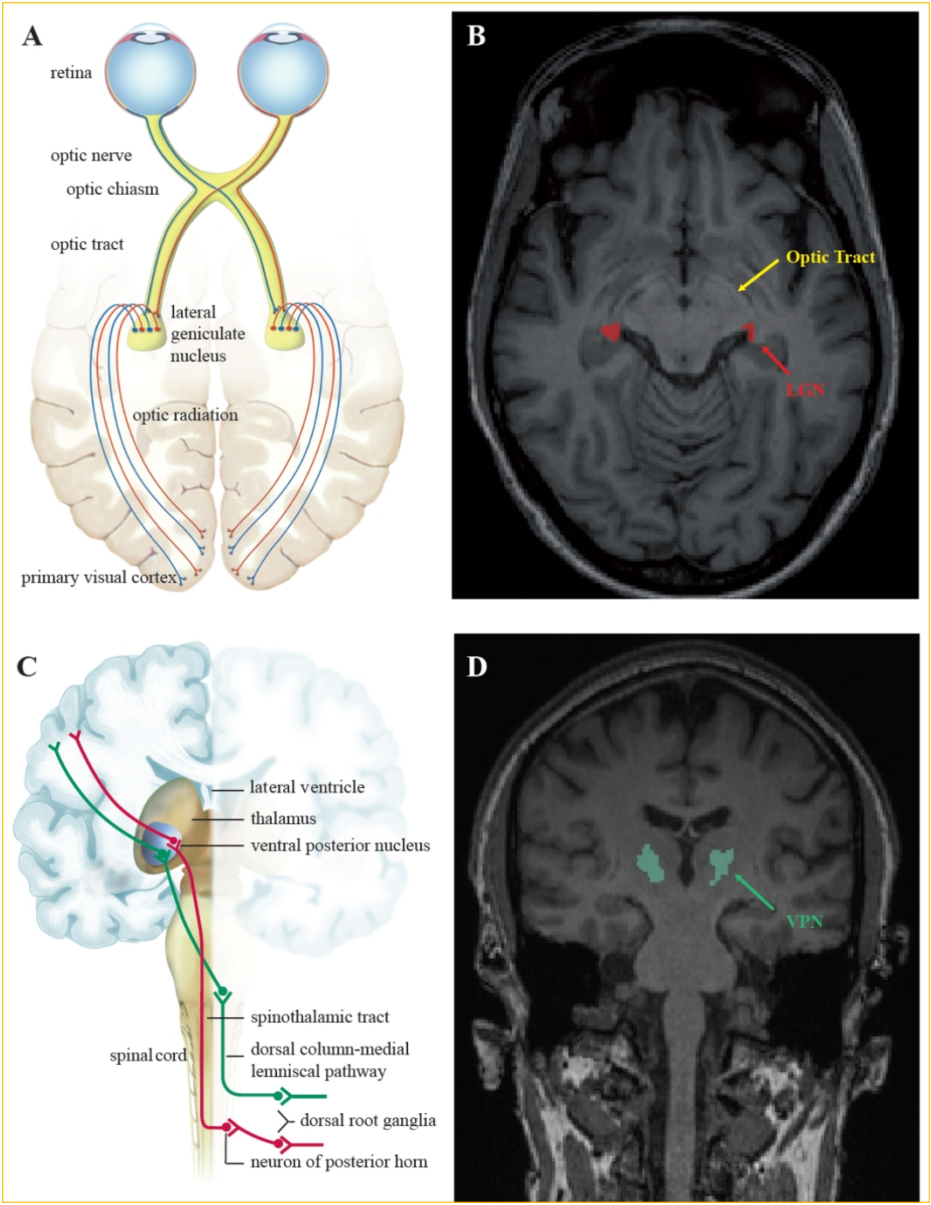 A
retina
optic nerve
optic chiasm
optic tract
lateral
geniculate
nucleus
optic radiation
primary visual cortex
B
Optic Tract
LGN
C
lateral ventricle
thalamus
ventral posterior nucleus
spinothalamic tract
spinal cord
dorsal column-medial
lemniscal pathway
dorsal root ganglia
neuron of posterior horn
D
VPN